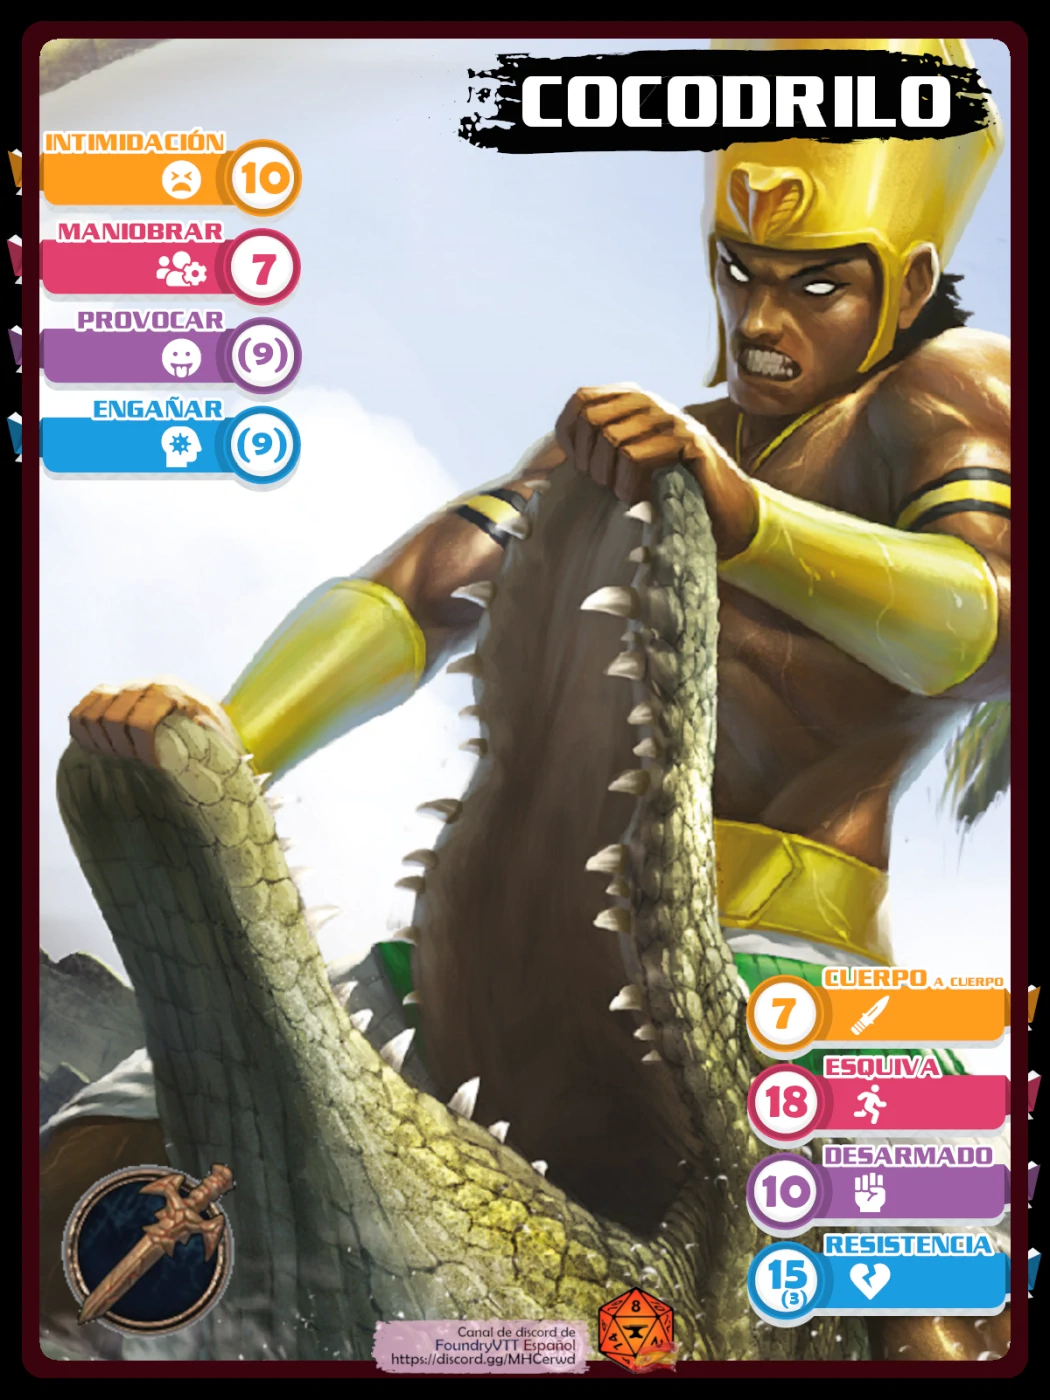 COCODRILO
INTIMIDACIÓN
10
MANIOBRAR
7
PROVOCAR
(9)
ENGAÑAR
(9)
CUERPO A CUERPO
7
ESQUIVA
18
DESARMADO
10
RESISTENCIA
15
(3)
8
Canal de discord de
FoundryVTT Español
https://discord.gg/MHCerwd